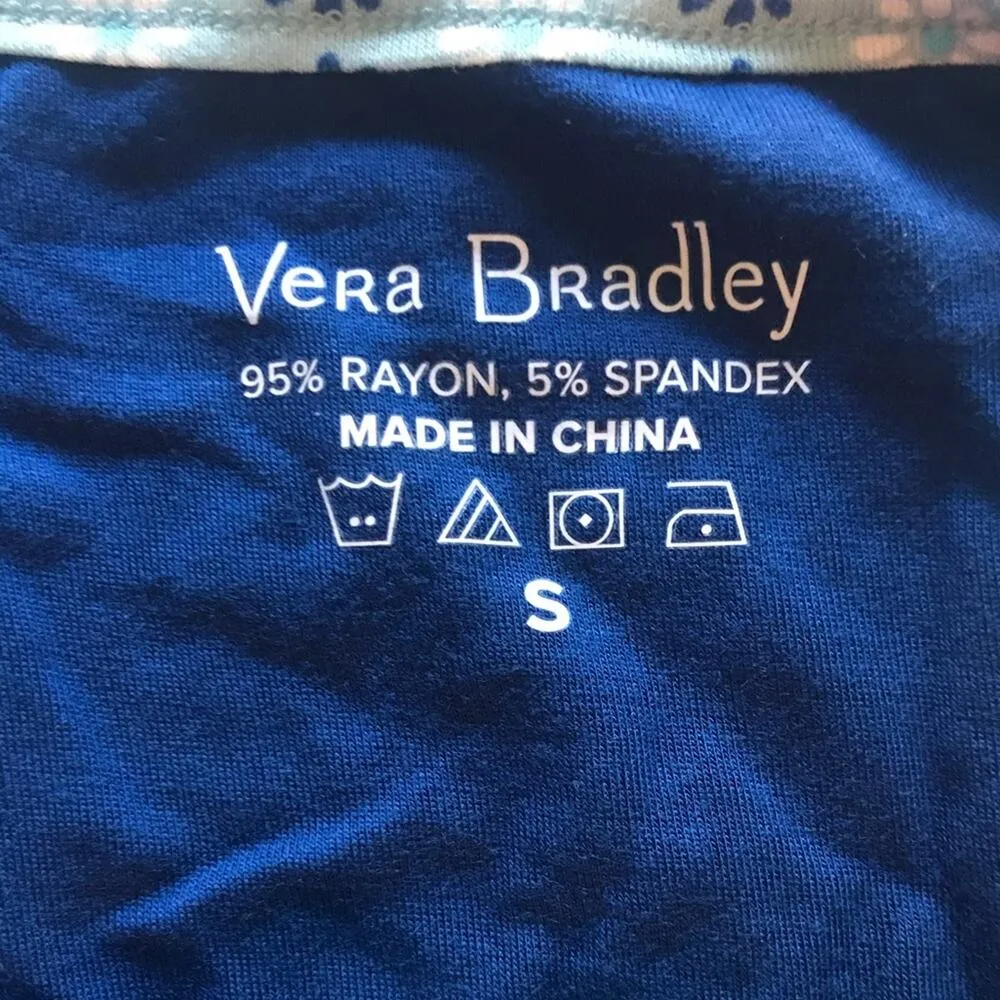 Vera Bradley
95% RAYON, 5% SPANDEX
MADE IN CHINA
S